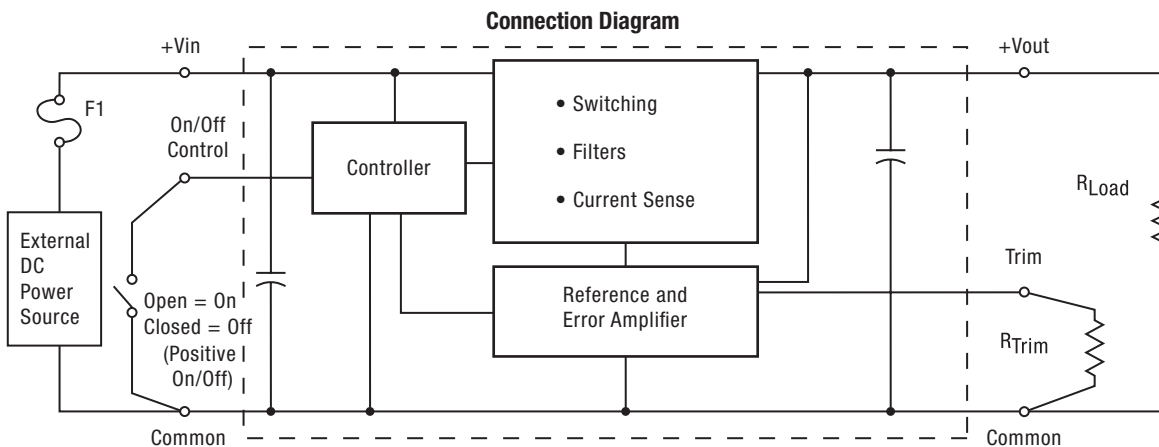 Connection Diagram
+Vin
+Vout
F1
On/Off
Control
Controller
• Switching
• Filters
• Current Sense
RLoad
External
DC
Power
Source
Open = On
Closed = Off
(Positive
On/Off)
Reference and
Error Amplifier
Trim
RTrim
Common
Common